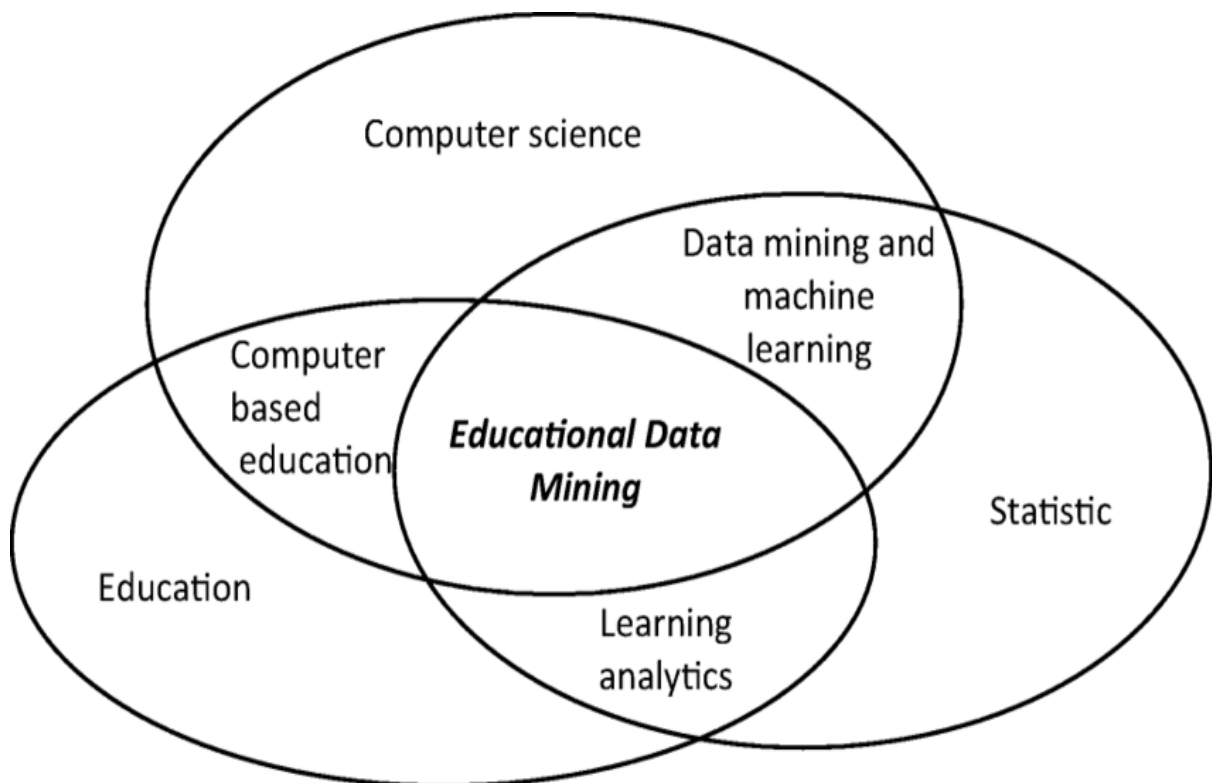 Computer science
Data mining and
machine
learning
Computer
based
education
Educational Data
Mining
Statistic
Education
Learning
analytics